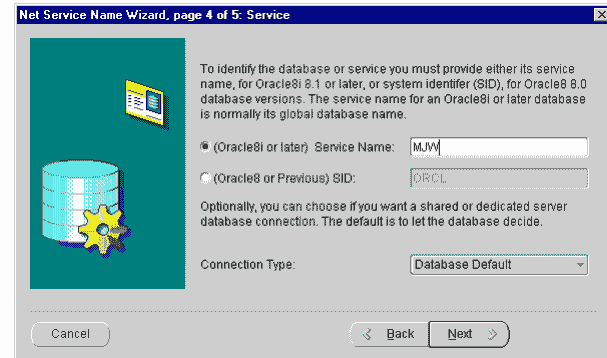 Net Service Name Wizard, page 4 of 5: Service
To identify the database or service you must provide either its service
name, for Oracle8i 8.1 or later, or system identifer (SID), for Oracle8 8.0
database versions. The service name for an Oracle8i or later database
is normally its global database name.
(Oracle8i or later) Service Name: MJW
(Oracle8 or Previous) SID: ORCL
Optionally, you can choose if you want a shared or dedicated server
database connection. The default is to let the database decide.
Connection Type: Database Default
Cancel Back Next